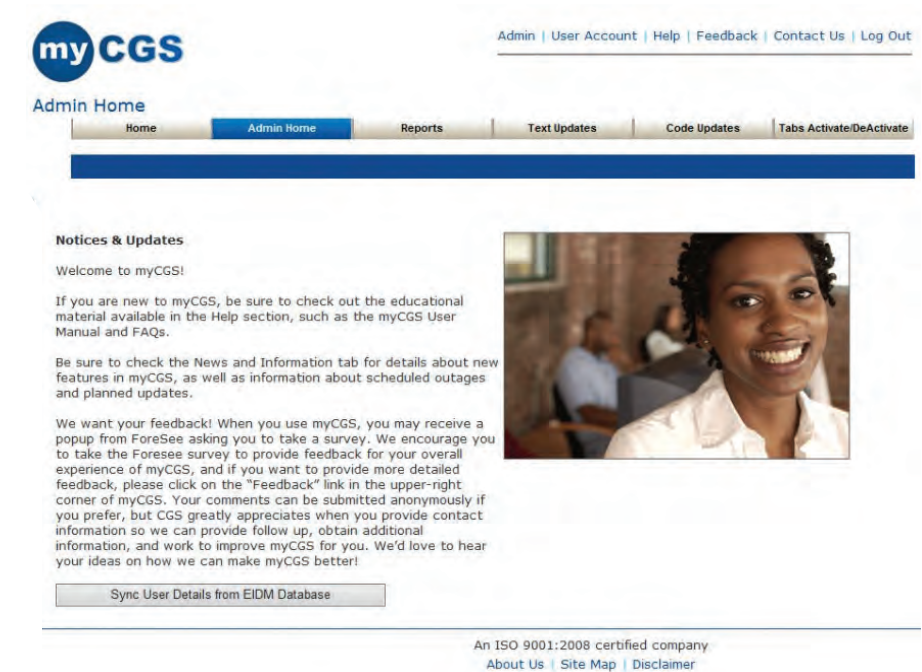 myCGS
Admin | User Account | Help | Feedback | Contact Us | Log Out
Admin Home
Home
Admin Home
Reports
Text Updates
Code Updates
Tabs Activate/DeActivate
Notices & Updates
Welcome to myCGS!
If you are new to myCGS, be sure to check out the educational
material available in the Help section, such as the myCGS User
Manual and FAQs.
Be sure to check the News and Information tab for details about new
features in myCGS, as well as information about scheduled outages
and planned updates.
We want your feedback! When you use myCGS, you may receive a
popup from ForeSee asking you to take a survey. We encourage you
to take the Foresee survey to provide feedback for your overall
experience of myCGS, and if you want to provide more detailed
feedback, please click on the "Feedback" link in the upper-right
corner of myCGS. Your comments can be submitted anonymously if
you prefer, but CGS greatly appreciates when you provide contact
information so we can provide follow up, obtain additional
information, and work to improve myCGS for you. We'd love to hear
your ideas on how we can make myCGS better!
Sync User Details from EIDM Database
An ISO 9001:2008 certified company
About Us | Site Map | Disclaimer